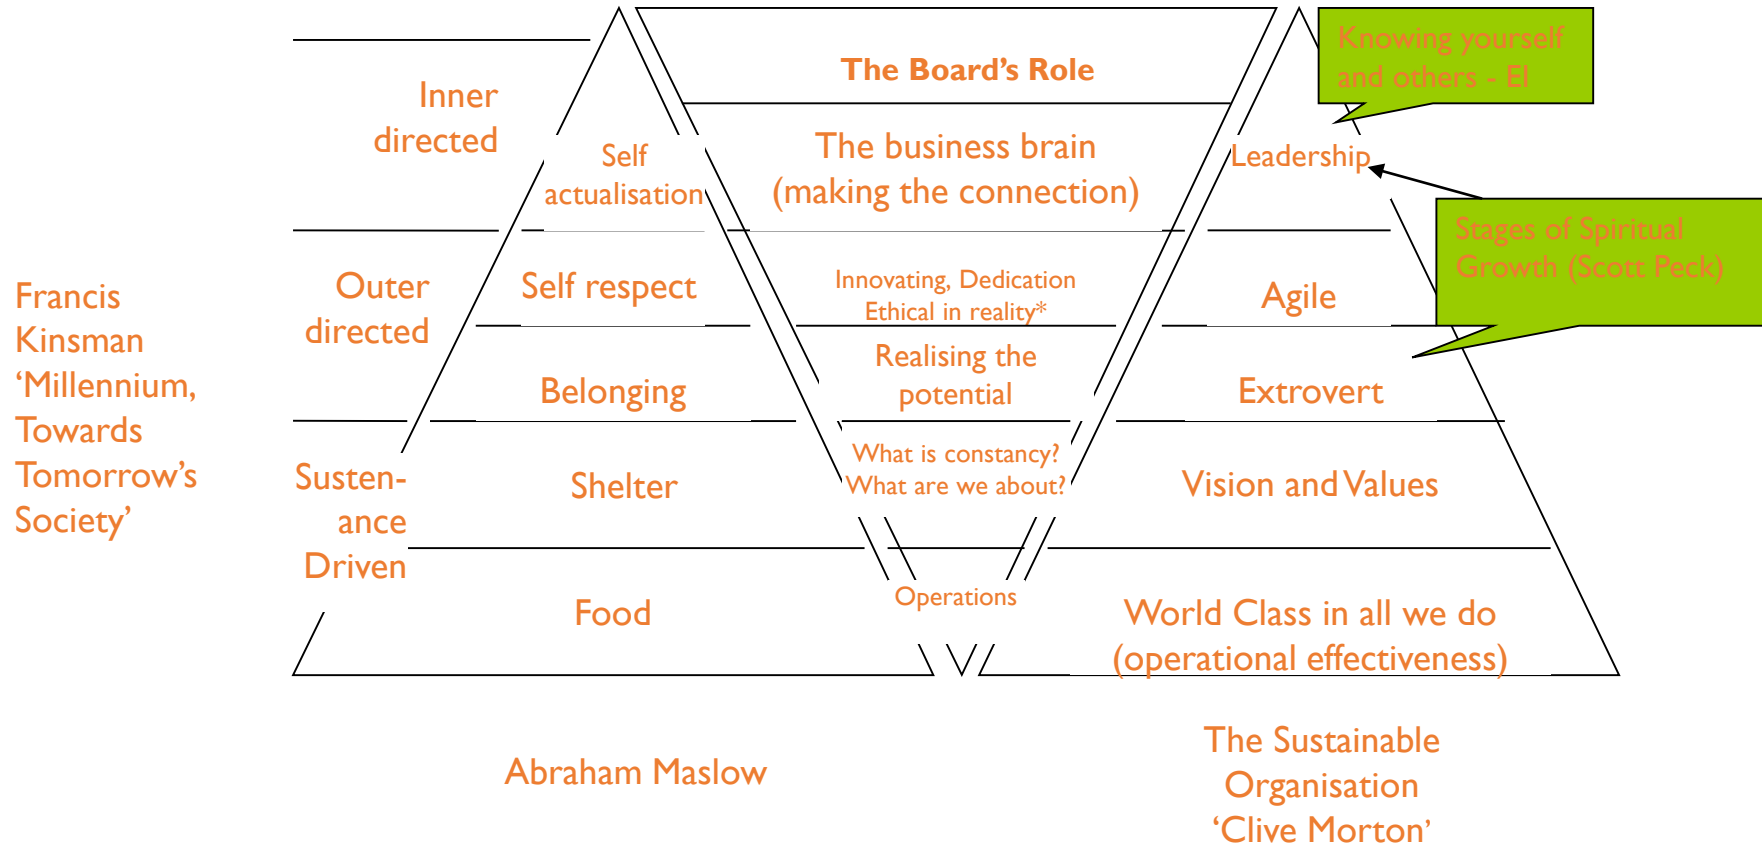 Francis
Kinsman
‘Millennium,
Towards
Tomorrow’s
Society’
Inner
directed
Outer
directed
Susten-
ance
Driven
Self
actualisation
Self respect
Belonging
Shelter
Food
Abraham Maslow
The Board’s Role
The business brain
(making the connection)
Innovating, Dedication
Ethical in reality*
Realising the
potential
What is constancy?
What are we about?
Operations
Knowing yourself
and others - EI
Leadership
Stages of Spiritual
Growth (Scott Peck)
Agile
Extrovert
Vision and Values
World Class in all we do
(operational effectiveness)
The Sustainable
Organisation
‘Clive Morton’